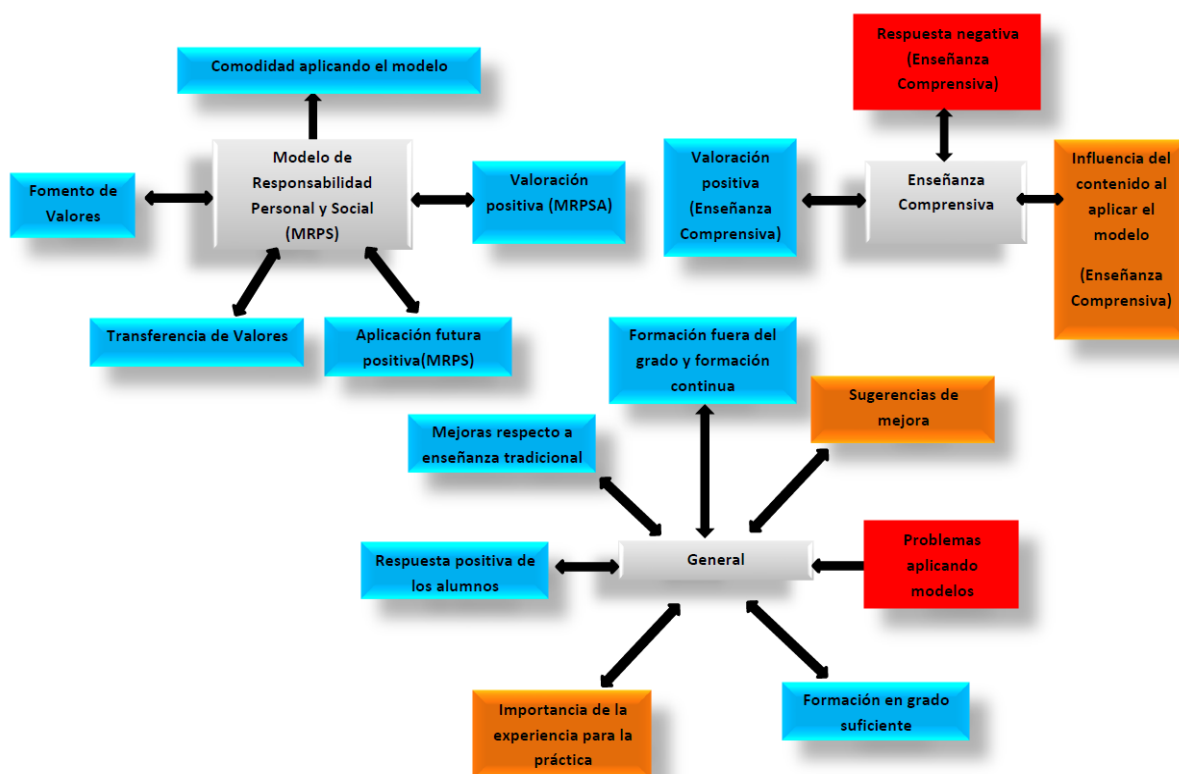 Comodidad aplicando el modelo
Modelo de
Responsabilidad
Personal y Social
(MRPS)
Fomento de
Valores
Valoración
positiva (MRPSA)
Transferencia de Valores
Aplicación futura
positiva(MRPS)
Respuesta negativa
(Enseñanza
Comprensiva)
Valoración
positiva
(Enseñanza
Comprensiva)
Enseñanza
Comprensiva
Influencia del
contenido al
aplicar el
modelo
(Enseñanza
Comprensiva)
Formación fuera del
grado y formación
continua
Sugerencias de
mejora
Mejoras respecto a
enseñanza tradicional
General
Problemas
aplicando
modelos
Respuesta positiva de
los alumnos
Importancia de la
experiencia para la
práctica
Formación en grado
suficiente